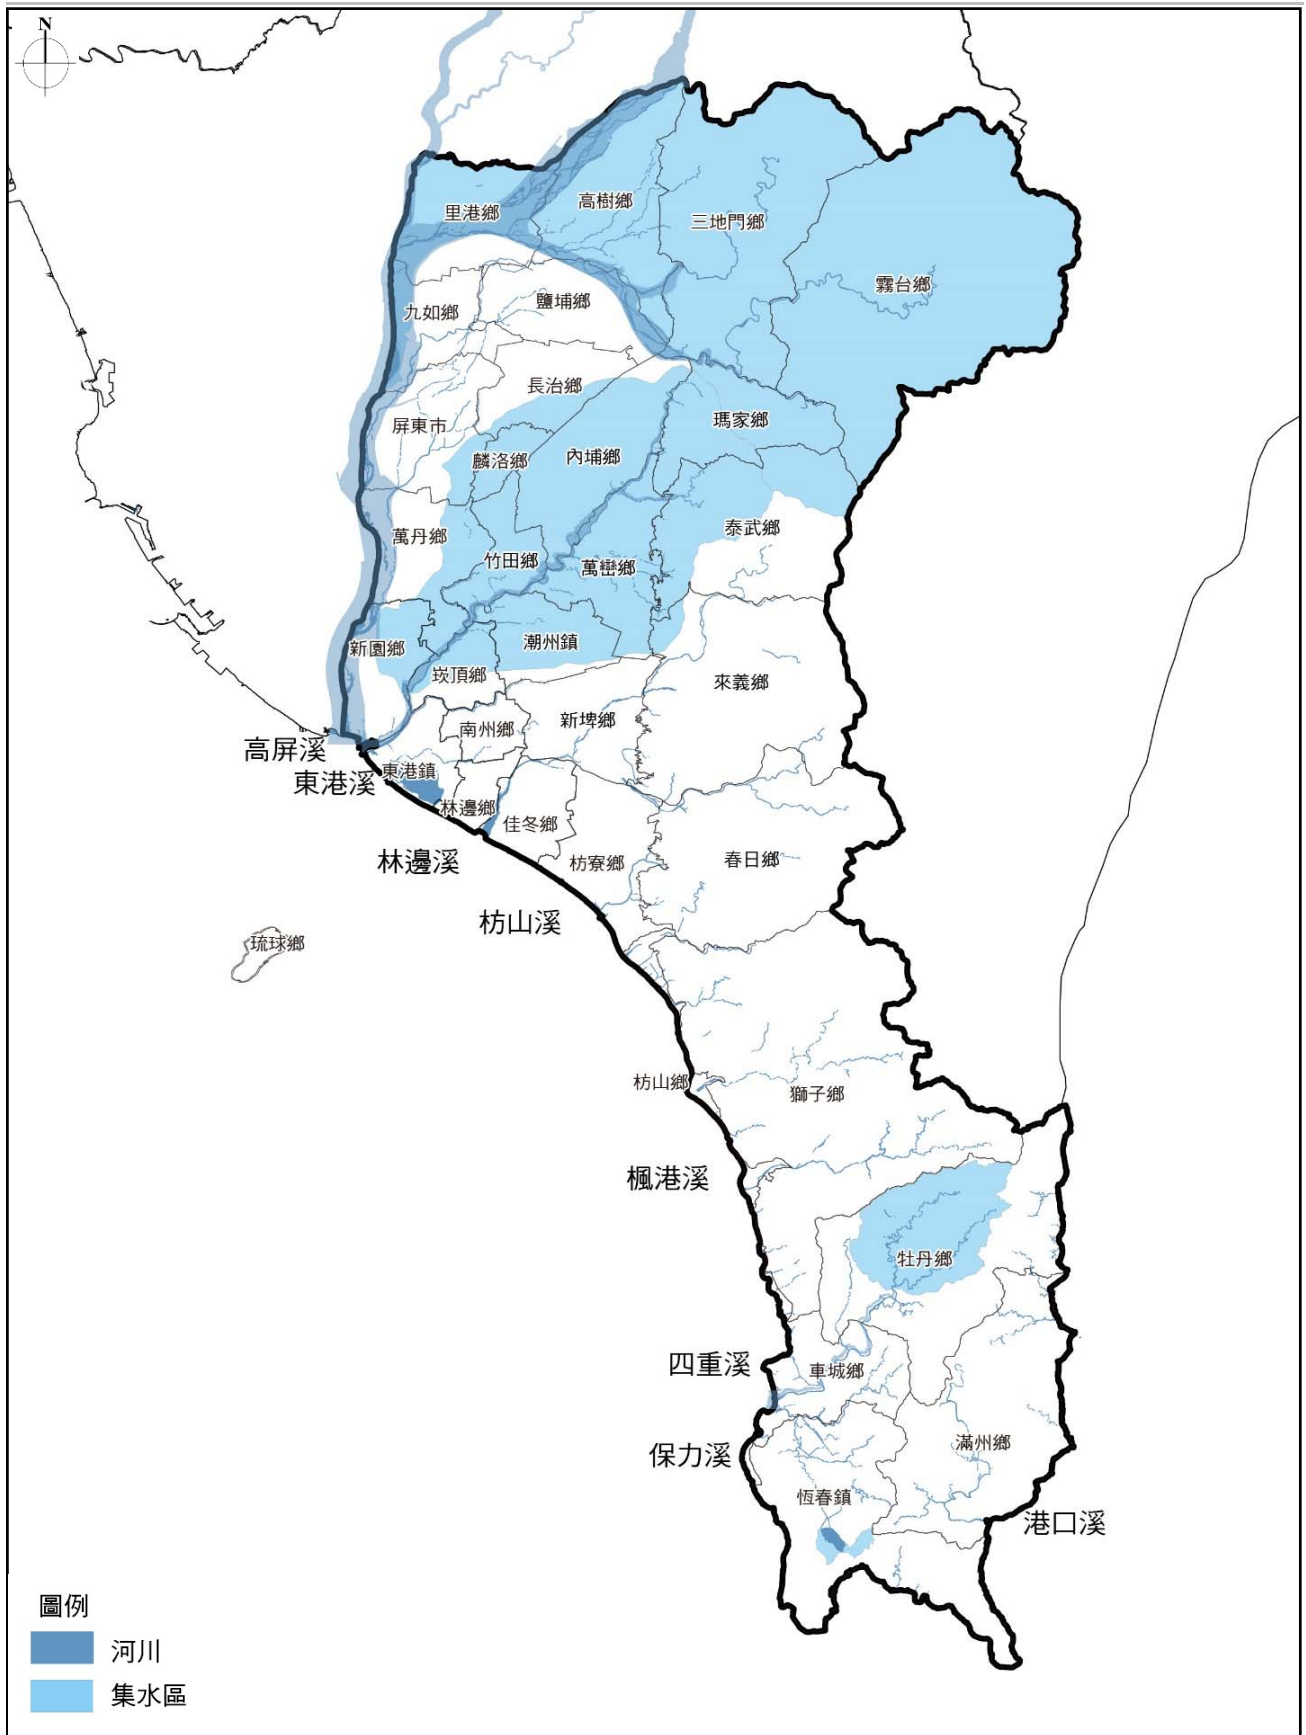 N
里港鄉
高樹鄉
三地門鄉
霧台鄉
九如鄉
鹽埔鄉
長治鄉
屏東市
瑪家鄉
麟洛鄉
內埔鄉
萬丹鄉
泰武鄉
竹田鄉
萬巒鄉
新園鄉
潮州鎮
崁頂鄉
來義鄉
南州鄉
新埤鄉
高屏溪
東港鎮
東港溪
林邊鄉
佳冬鄉
林邊溪
枋寮鄉
春日鄉
枋山溪
琉球鄉
枋山鄉
獅子鄉
楓港溪
牡丹鄉
四重溪
車城鄉
保力溪
滿州鄉
恆春鎮
港口溪
圖例
河川
集水區